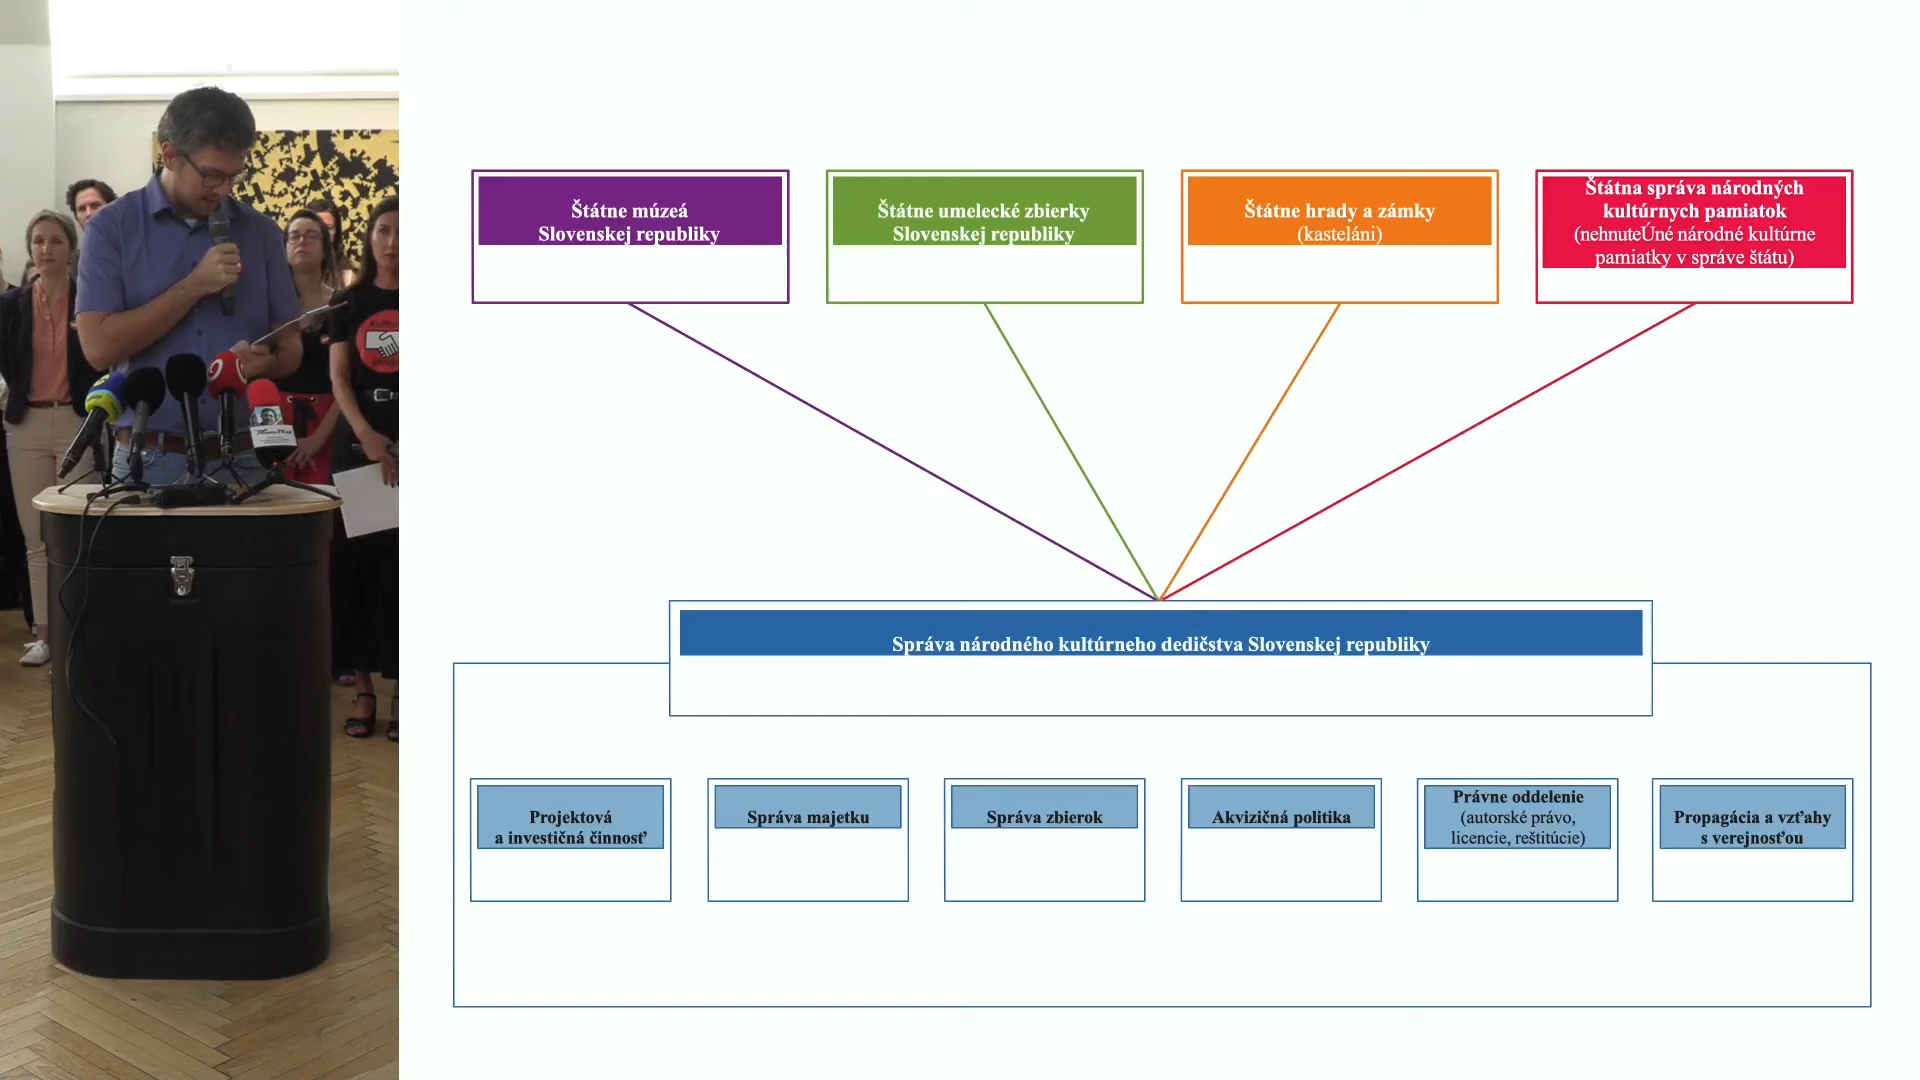 Štátne múzeá
Slovenskej republiky
Štátne umelecké zbierky
Slovenskej republiky
Štátne hrady a zámky
(kasteláni)
Štátna správa národných
kultúrnych pamiatok
(nehnuteÚné národné kultúrne
pamiatky v správe štátu)
Správa národného kultúrneho dedičstva Slovenskej republiky
Projektová
a investičná činnosť
Správa majetku
Správa zbierok
Akvizičná politika
Právne oddelenie
(autorské právo,
licencie, reštitúcie)
Propagácia a vzťahy
s verejnosťou